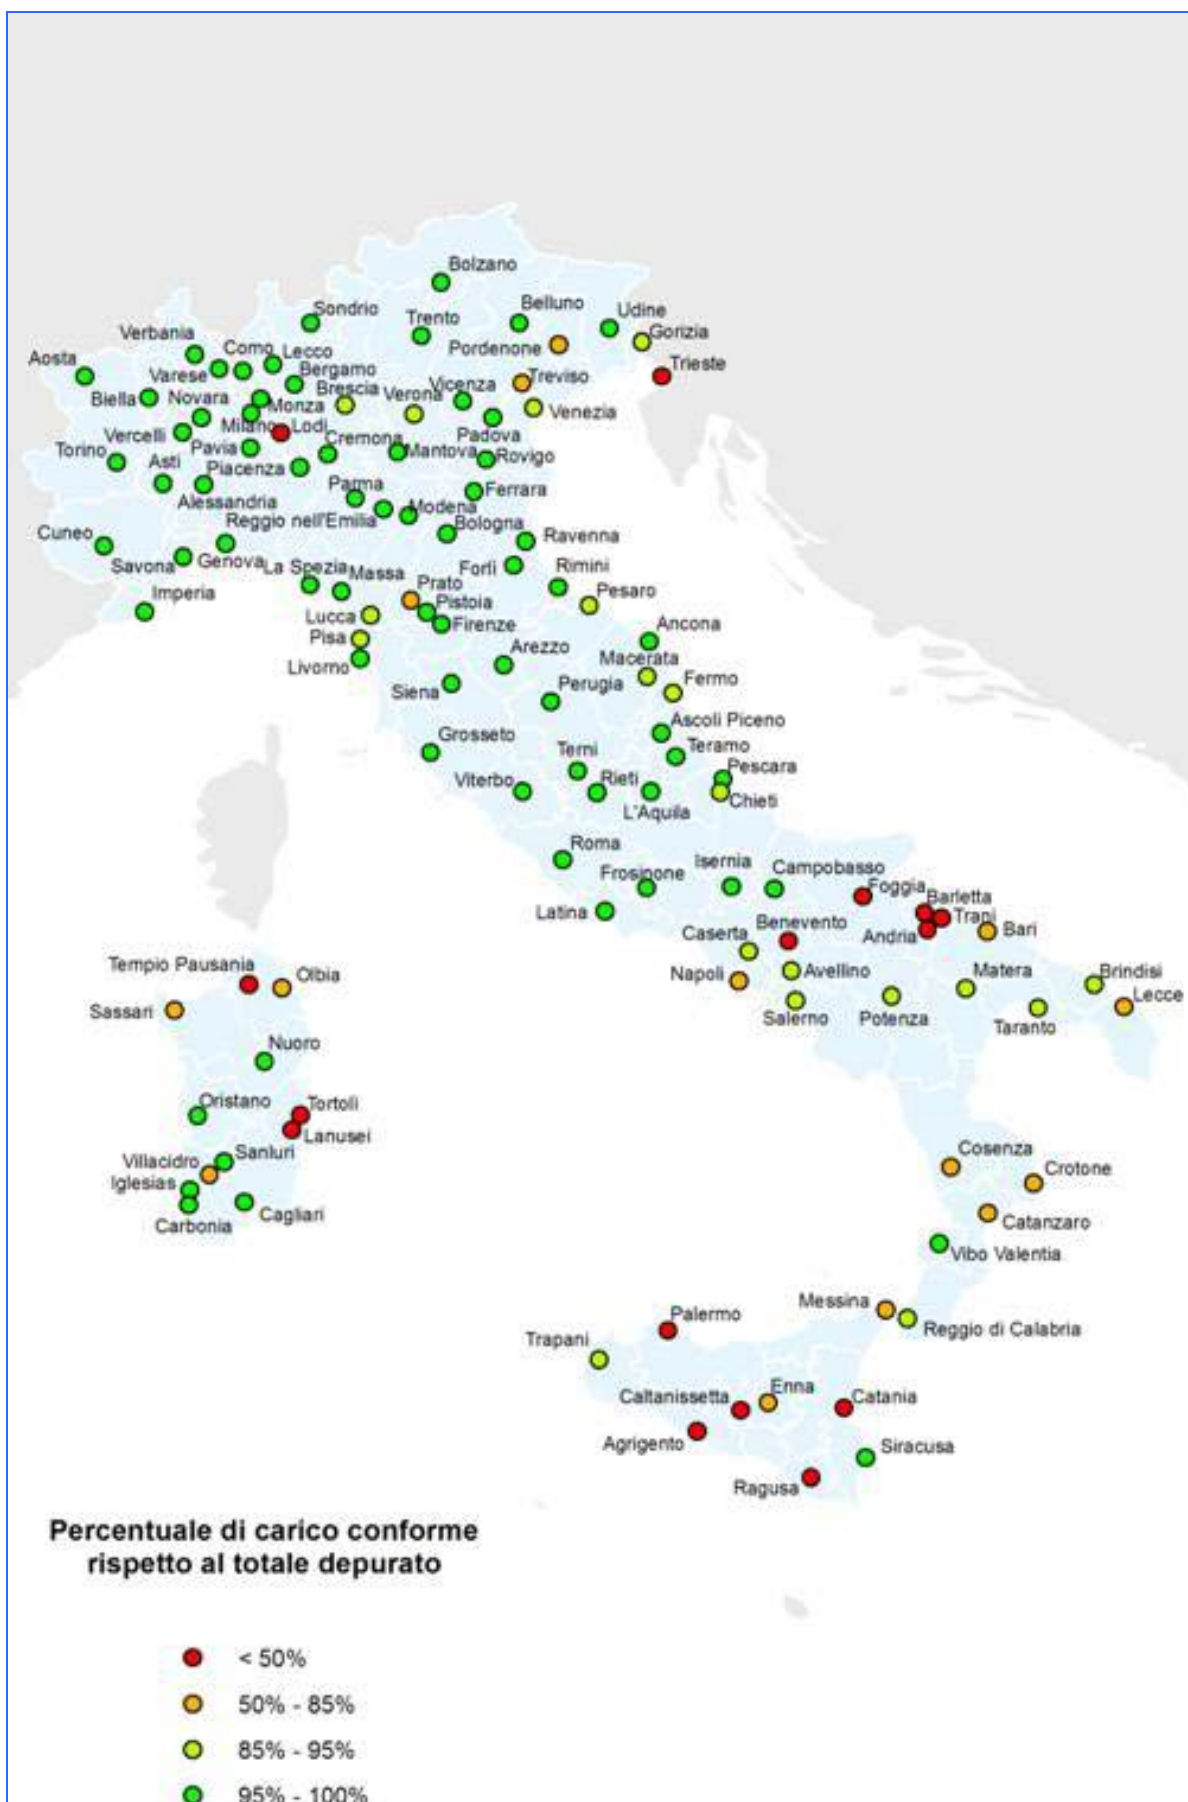 Bolzano
Sondrio
Trento
Belluno
Udine
Gorizia
Verbania
Como
Lecco
Pordenone
Trieste
Aosta
Varese
Bergamo
Treviso
Biella
Novara
Monza
Brescia
Verona
Vicenza
Venezia
Vercelli
Milano
Lodi
Padova
Torino
Pavia
Cremona
Mantova
Rovigo
Asti
Piacenza
Alessandria
Parma
Ferrara
Reggio nell'Emilia
Modena
Bologna
Cuneo
Savona
Genova
La Spezia
Massa
Forlì
Ravenna
Rimini
Imperia
Prato
Pistoia
Pesaro
Lucca
Firenze
Pisa
Ancona
Livorno
Arezzo
Macerata
Siena
Perugia
Fermo
Grosseto
Ascoli Piceno
Terni
Teramo
Viterbo
Rieti
Pescara
L'Aquila
Chieti
Roma
Frosinone
Isernia
Campobasso
Foggia
Latina
Barletta
Trani
Benevento
Andria
Bari
Caserta
Tempio Pausania
Olbia
Napoli
Avellino
Matera
Brindisi
Sassari
Salerno
Potenza
Taranto
Lecce
Nuoro
Oristano
Tortolì
Lanusei
Sanluri
Villacidro
Iglesias
Carbonia
Cagliari
Cosenza
Crotone
Catanzaro
Vibo Valentia
Messina
Reggio di Calabria
Palermo
Trapani
Enna
Caltanissetta
Catania
Agrigento
Siracusa
Ragusa
Percentuale di carico conforme
rispetto al totale depurato
< 50%
50% - 85%
85% - 95%
95% - 100%